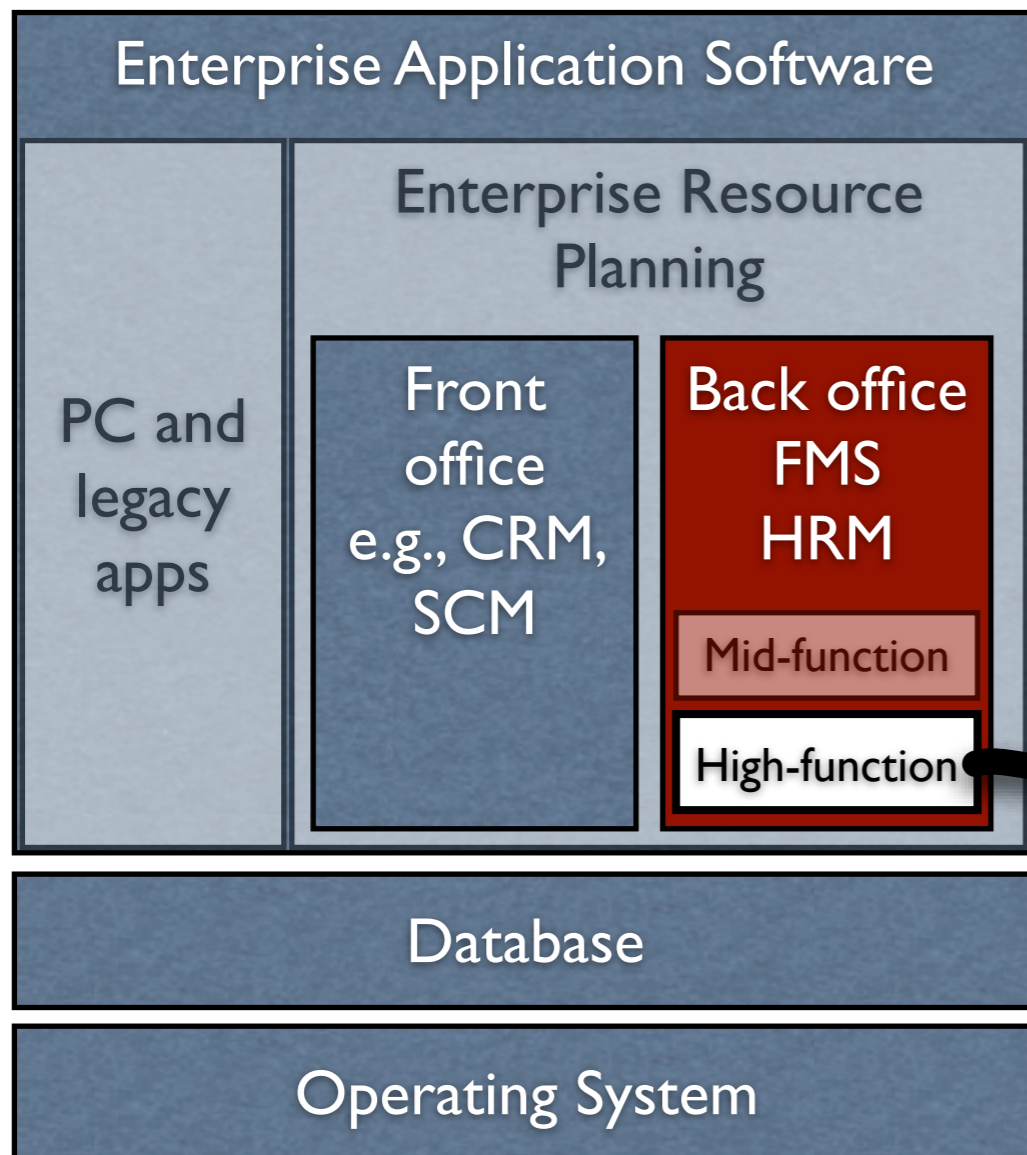 Enterprise Application Software
Enterprise Resource
Planning
PC and
legacy
apps
Front
office
e.g., CRM,
SCM
Back office
FMS
HRM
Mid-function
High-function
Database
Operating System